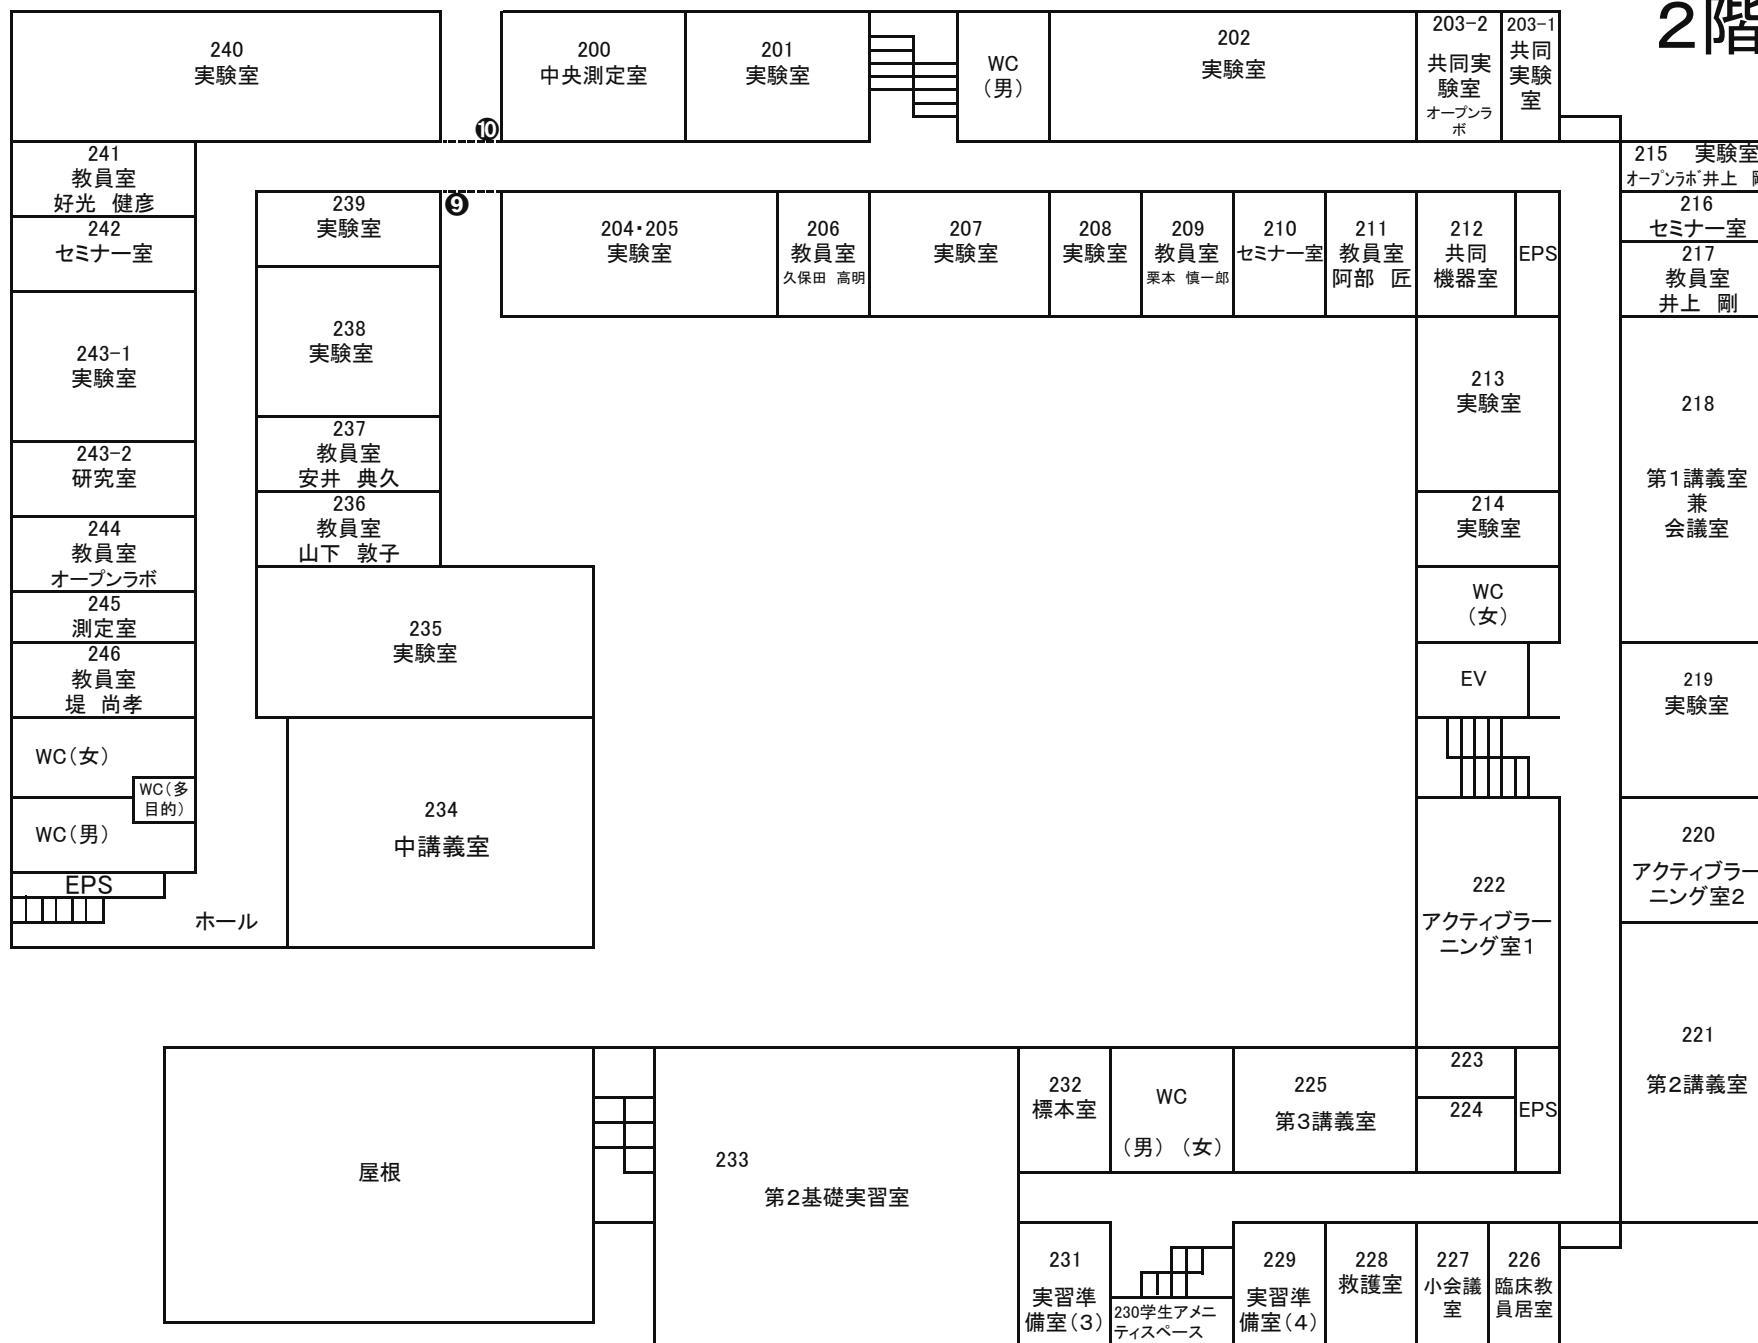 2階
240
実験室
200
中央測定室
201
実験室
WC
（男）
202
実験室
203-2
共同実
験室
オープンラ
ボ
203-1
共同
実験
室
❿
❾
241
教員室
好光 健彦
242
セミナー室
243-1
実験室
243-2
研究室
244
教員室
オープンラボ
245
測定室
246
教員室
堤 尚孝
WC（女）
WC（多
目的）
WC（男）
EPS
ホール
239
実験室
238
実験室
237
教員室
安井 典久
236
教員室
山下 敦子
235
実験室
234
中講義室
204・205
実験室
206
教員室
久保田 高明
207
実験室
208
実験室
209
教員室
栗本 慎一郎
210
セミナー室
211
教員室
阿部 匠
212
共同
機器室
EPS
213
実験室
214
実験室
WC
（女）
EV
222
アクティブラー
ニング室１
215 実験室
オープンラボ井上 剛
216
セミナー室
217
教員室
井上 剛
218
第１講義室
兼
会議室
219
実験室
220
アクティブラー
ニング室２
221
第２講義室
屋根
233
第２基礎実習室
232
標本室
WC
（男）（女）
225
第３講義室
223
224
EPS
231
実習準
備室（３）
230学生アメニ
ティスペース
229
実習準
備室（４）
228
救護室
227
小会議
室
226
臨床教
員居室